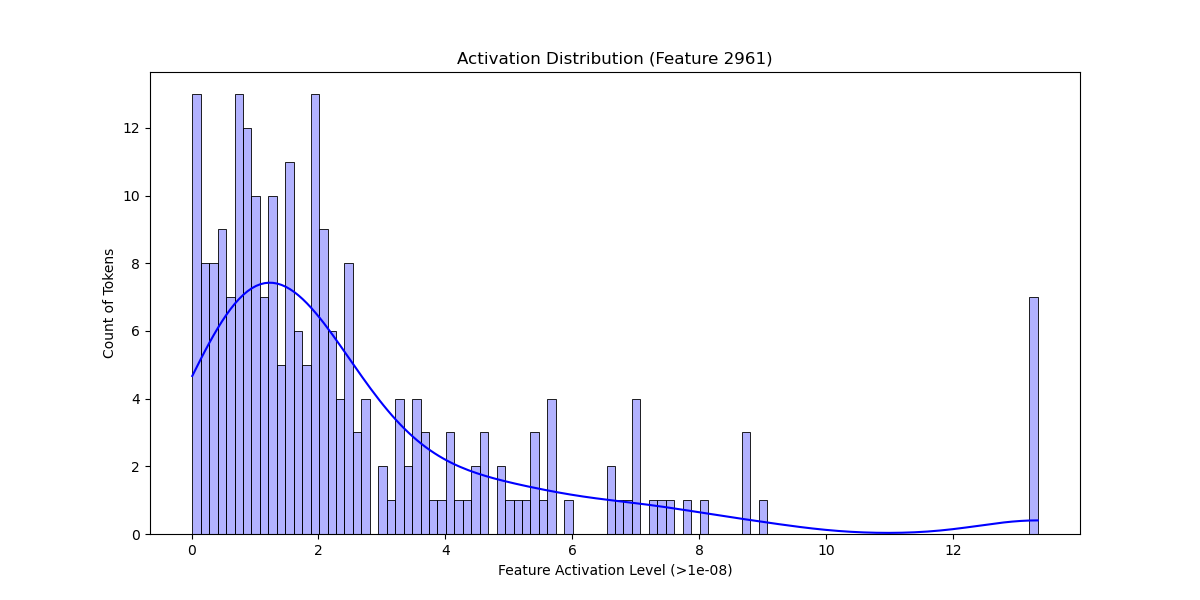 Activation Distribution (Feature 2961)
Count of Tokens
12
10
8
6
4
2
0
0 2 4 6 8 10 12
Feature Activation Level (>1e-08)